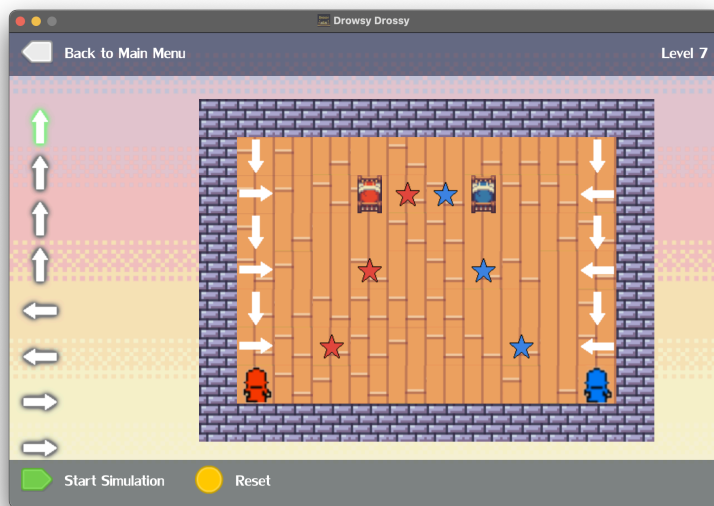 Drowsy Drossy
Back to Main Menu
Level 7
Start Simulation
Reset